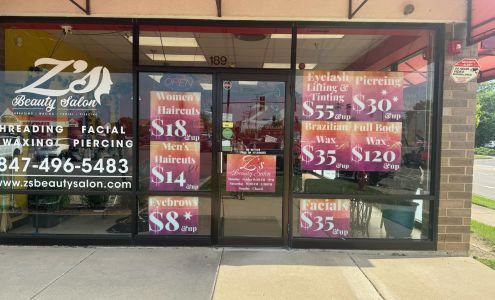 Z's
Beauty Salon
THREADING FACIAL
WAXING PIERCING
847-496-5483
www.zsbeautysalon.com
OPEN
189
Women's
Haircuts
$18 &up
Men's
Haircuts
$14 &up
Eyebrows
$8* &up
Z's
Beauty Salon
Eyelash
Lifting &
Tinting
$55 &up
Piercing
$30* &up
Brazilian
Wax
$35 &up
Full Body
Wax
$120 &up
Facials
$35 &up